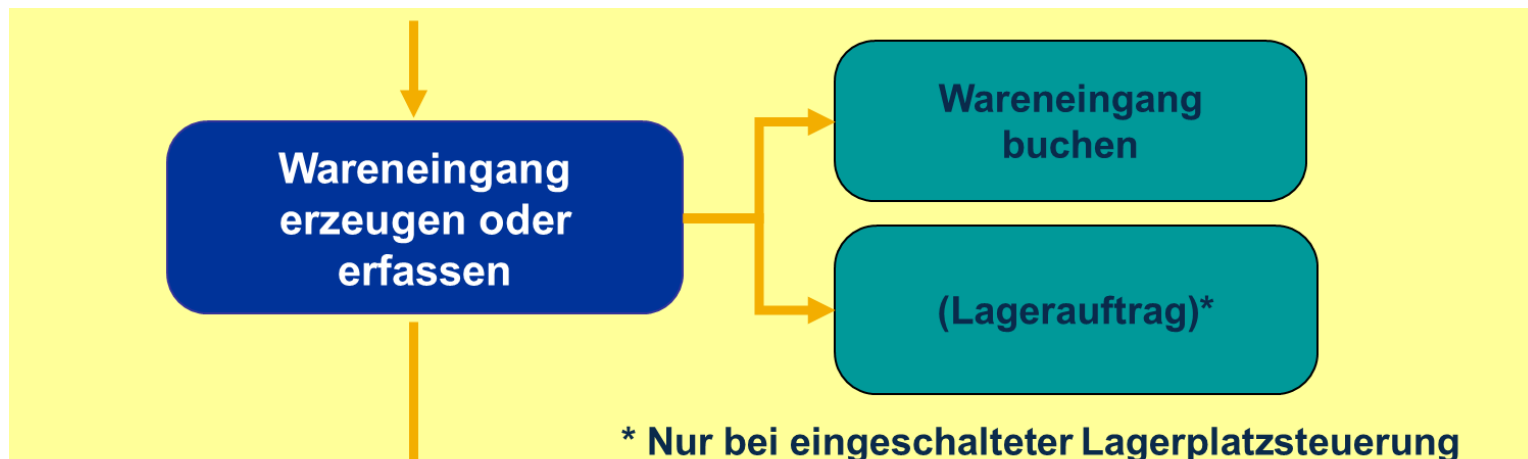 Wareneingang
erzeugen oder
erfassen
Wareneingang
buchen
(Lagerauftrag)*
* Nur bei eingeschalteter Lagerplatzsteuerung